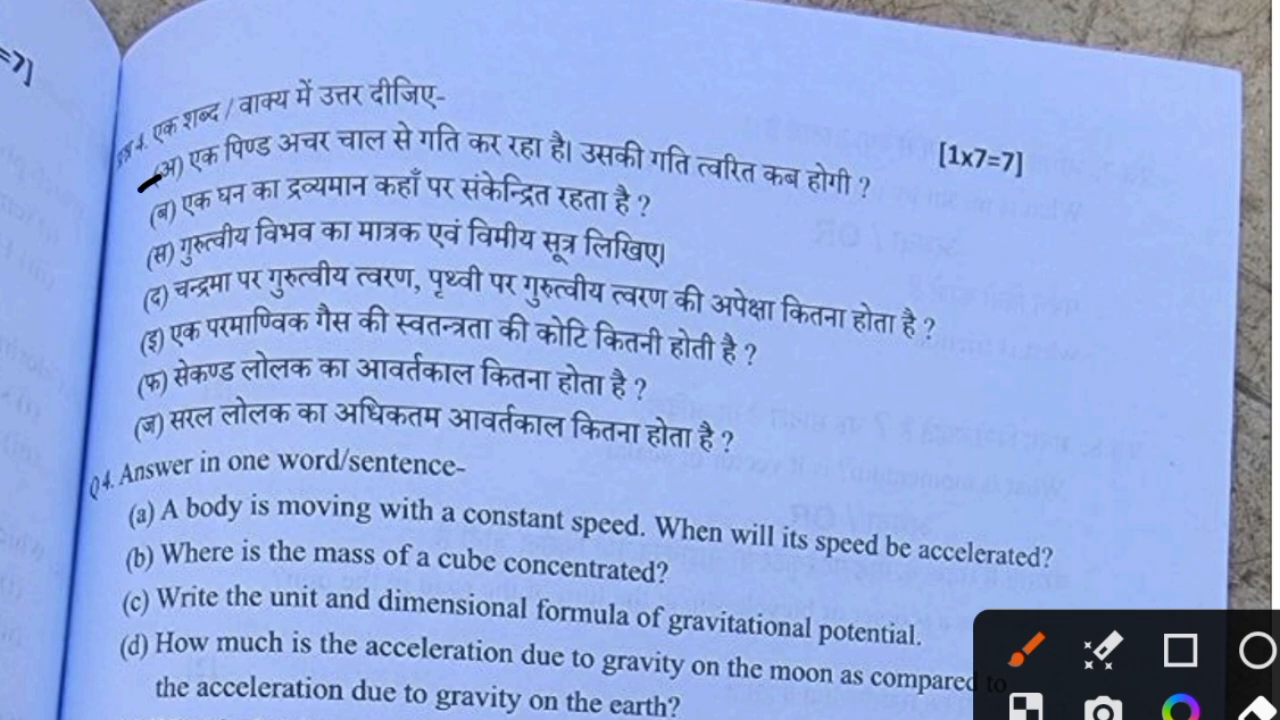 =7]
प्रश्न 4. एक शब्द / वाक्य में उत्तर दीजिए-
[1x7=7]
(अ) एक पिण्ड अचर चाल से गति कर रहा है। उसकी गति त्वरित कब होगी ?
(ब) एक घन का द्रव्यमान कहाँ पर संकेन्द्रित रहता है ?
(स) गुरुत्वीय विभव का मात्रक एवं विमीय सूत्र लिखिए।
(द) चन्द्रमा पर गुरुत्वीय त्वरण, पृथ्वी पर गुरुत्वीय त्वरण की अपेक्षा कितना होता है ?
(इ) एक परमाण्विक गैस की स्वतन्त्रता की कोटि कितनी होती है ?
(फ) सेकण्ड लोलक का आवर्तकाल कितना होता है ?
(ज) सरल लोलक का अधिकतम आवर्तकाल कितना होता है ?
Q4. Answer in one word/sentence-
(a) A body is moving with a constant speed. When will its speed be accelerated?
(b) Where is the mass of a cube concentrated?
(c) Write the unit and dimensional formula of gravitational potential.
(d) How much is the acceleration due to gravity on the moon as compared to
the acceleration due to gravity on the earth?